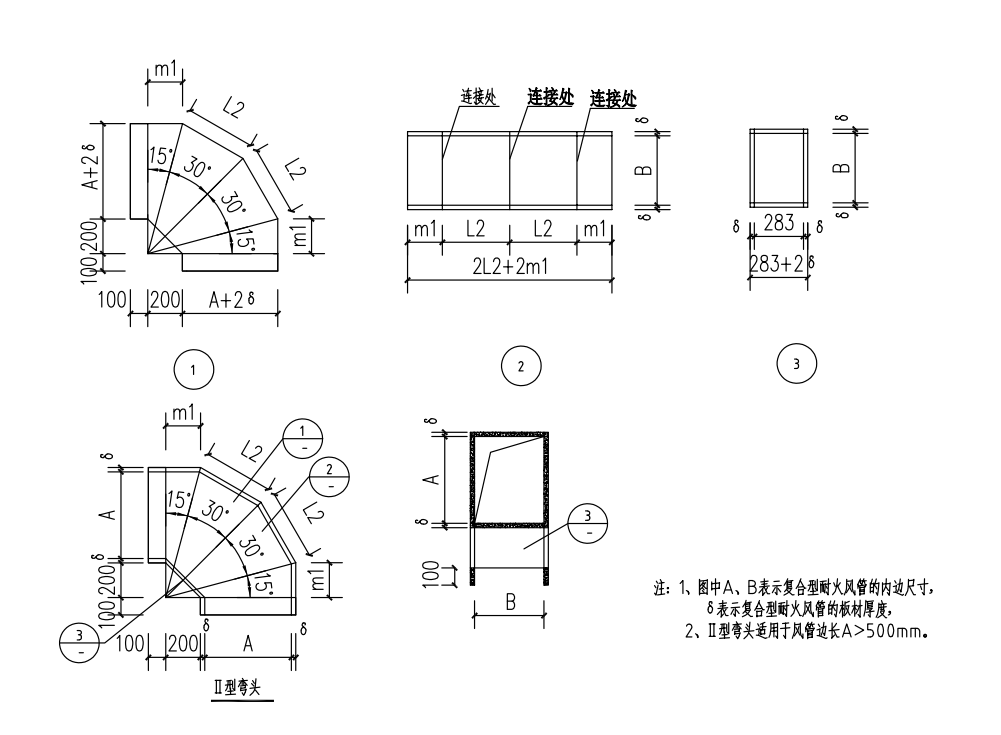 m1
L2
L2
15°
30°
30°
15°
A+2δ
200
100
m1
100
200
A+2δ
连接处
连接处
连接处
δ
B
δ
m1
L2
L2
m1
2L2+2m1
δ
B
δ
δ
283
δ
283+2δ
1
2
3
m1
L2
L2
1
–
2
–
δ
A
δ
15°
30°
30°
15°
200
100
m1
3
–
100
200
δ
A
δ
Ⅱ型弯头
δ
A
δ
3
–
100
B
注：1、图中A、B表示复合型耐火风管的内边尺寸，
δ表示复合型耐火风管的板材厚度，
2、Ⅱ型弯头适用于风管边长A>500mm。